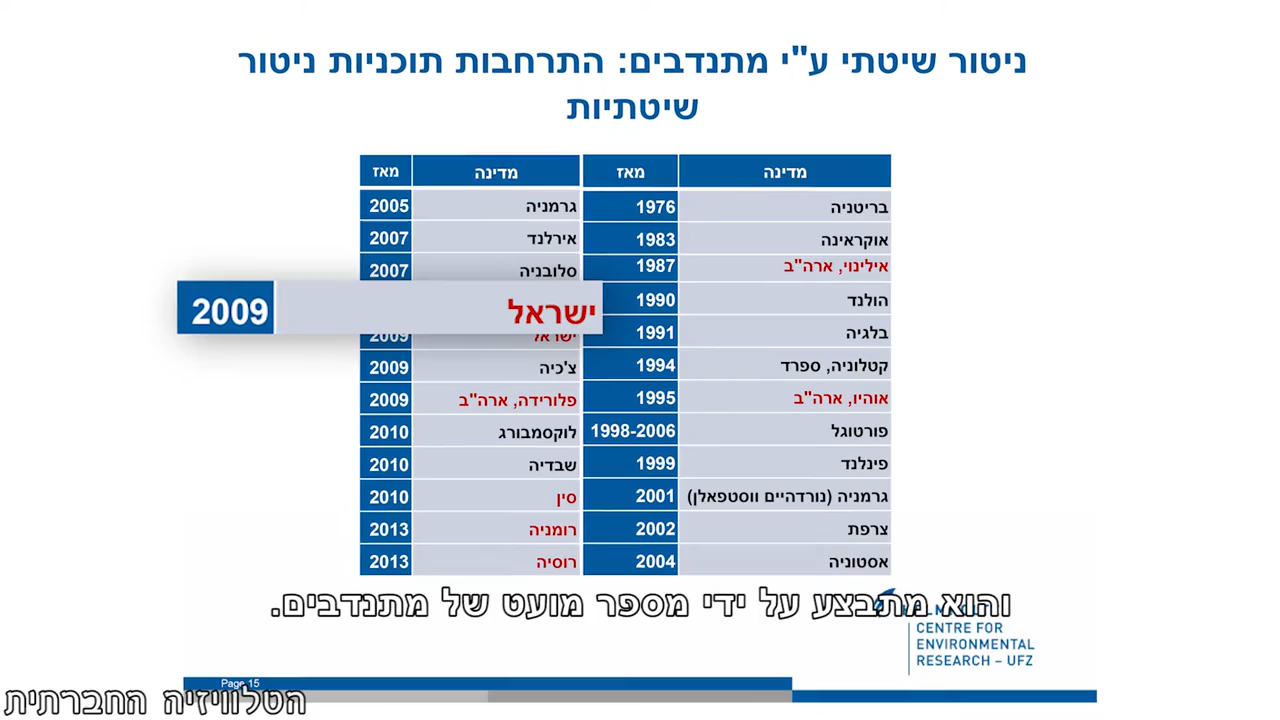 ניטור שיטתי ע"י מתנדבים: התרחבות תוכניות ניטור
שיטתיות
מדינה מאז מדינה מאז
בריטניה 1976 גרמניה 2005
אוקראינה 1983 אירלנד 2007
אילינוי, ארה"ב 1987 סלובניה 2007
הולנד 1990
ישראל 2009
בלגיה 1991 ישראל 2009
קטלוניה, ספרד 1994 צ'כיה 2009
אוהיו, ארה"ב 1995 פלורידה, ארה"ב 2009
פורטוגל 1998-2006 לוקסמבורג 2010
פינלנד 1999 שבדיה 2010
גרמניה (נורדהיים ווסטפאלן) 2001 סין 2010
צרפת 2002 רומניה 2013
אסטוניה 2004 רוסיה 2013
והוא מתבצע על ידי מספר מועט של מתנדבים.
CENTRE FOR
ENVIRONMENTAL
RESEARCH – UFZ
Page 15
הטלוויזיה החברתית